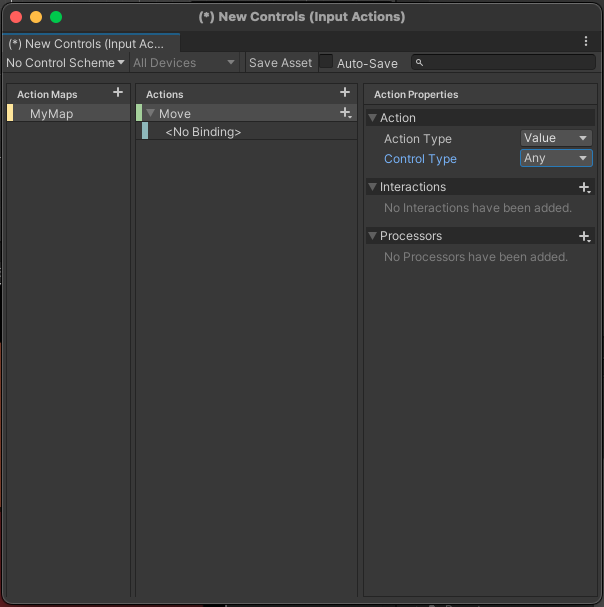 (*) New Controls (Input Actions)
(*) New Controls (Input Ac...
No Control Scheme All Devices Save Asset Auto-Save
Action Maps Actions Action Properties
MyMap Move Action
<No Binding> Action Type Value
Control Type Any
Interactions
No Interactions have been added.
Processors
No Processors have been added.